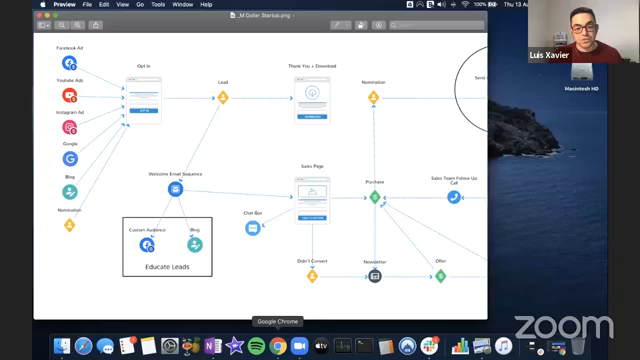 Preview File Edit View Go Tools Window Help
Thu 13 A
_M Dollar Startup.png
Search
Luis Xavier
Macintosh HD
Facebook Ad
Youtube Ads
Instagram Ad
Google
Blog
Nomination
Opt In
Lead
Thank You + Download
Nomination
Send
Welcome Email Sequence
Custom Audience
Blog
Educate Leads
Sales Page
Purchase
Sales Team Follow Up
Call
Chat Box
Didn't Convert
Newsletter
Offer
Google Chrome
zoom